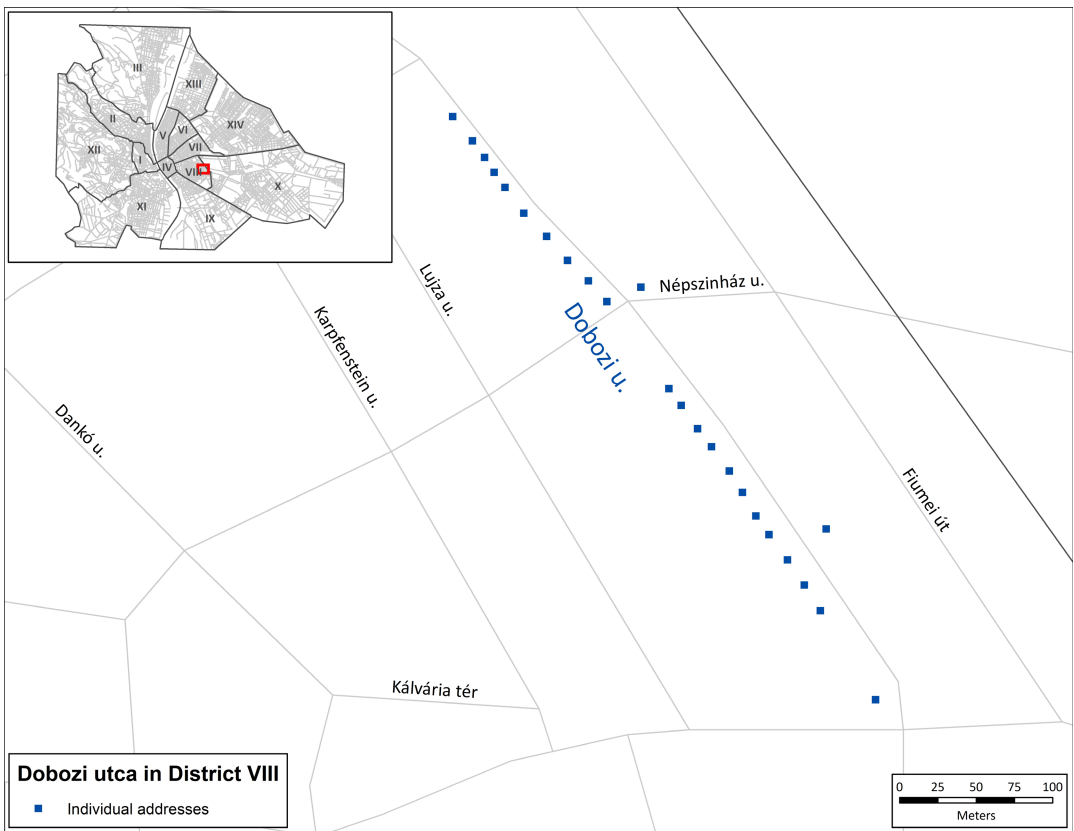 III
XIII
II
VI
XIV
V
VII
XII
I
IV
VIII
X
XI
IX
Népszinház u.
Lujza u.
Dobozi u.
Karpfenstein u.
Dankó u.
Fiumei út
Kálvária tér
Dobozi utca in District VIII
Individual addresses
0 25 50 75 100
Meters